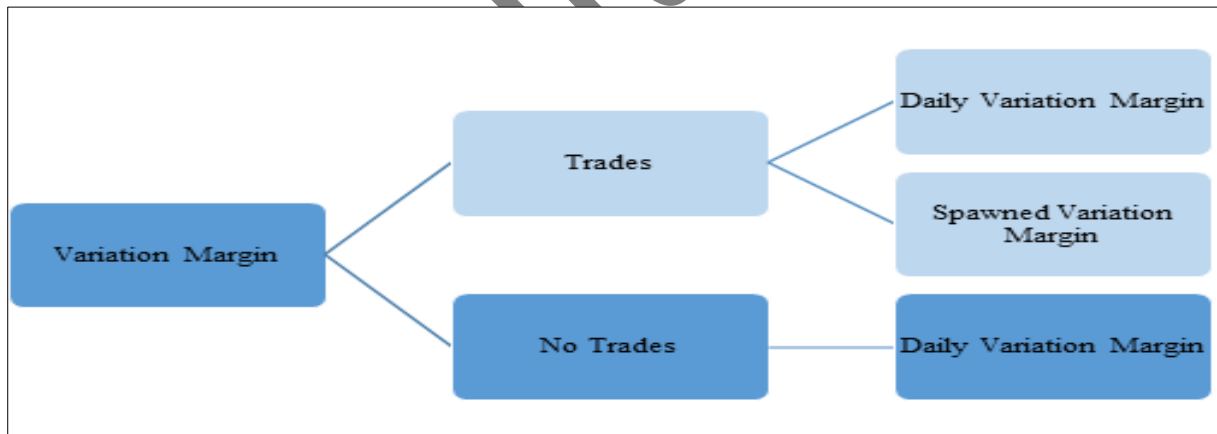 Daily Variation Margin
Trades
Spawned Variation
Margin
Variation Margin
No Trades
Daily Variation Margin